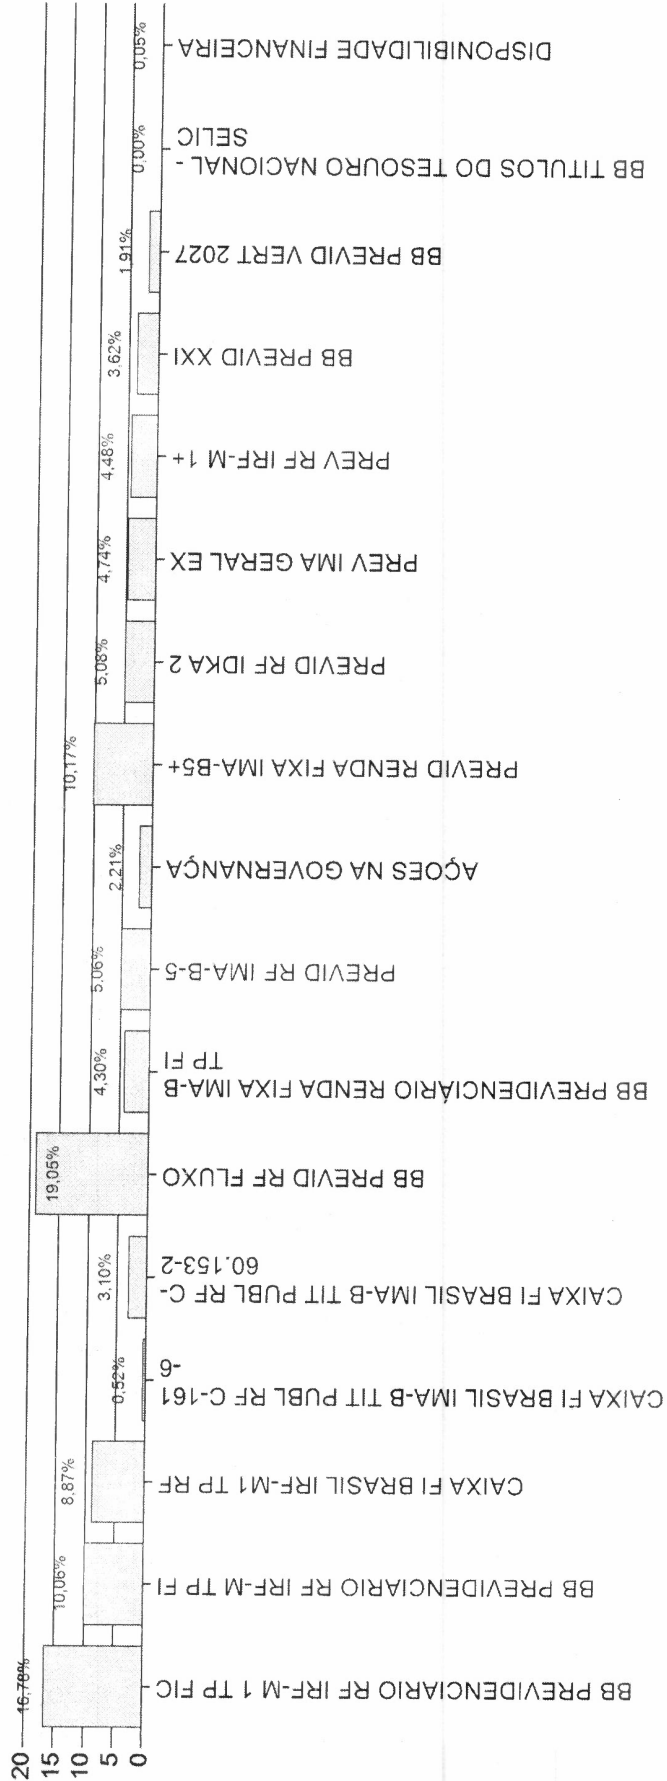 20
15
10
5
0
16,78%
BB PREVIDENCIARIO RF IRF-M 1 TP FIC
10,06%
BB PREVIDENCIARIO RF IRF-M TP FI
8,87%
CAIXA FI BRASIL IRF-M1 TP RF
0,52%
CAIXA FI BRASIL IMA-B TIT PUBL RF C-161
-6
3,10%
CAIXA FI BRASIL IMA-B TIT PUBL RF C-
60.153-2
19,05%
BB PREVID RF FLUXO
4,30%
BB PREVIDENCIÁRIO RENDA FIXA IMA-B
TP FI
5,06%
PREVID RF IMA-B-5
2,21%
AÇOES NA GOVERNANÇA
10,17%
PREVID RENDA FIXA IMA-B5+
5,08%
PREVID RF IDKA 2
4,74%
PREV IMA GERAL EX
4,48%
PREV RF IRF-M 1+
3,62%
BB PREVID XXI
1,91%
BB PREVID VERT 2027
0,00%
BB TITULOS DO TESOURO NACIONAL -
SELIC
0,05%
DISPONIBILIDADE FINANCEIRA